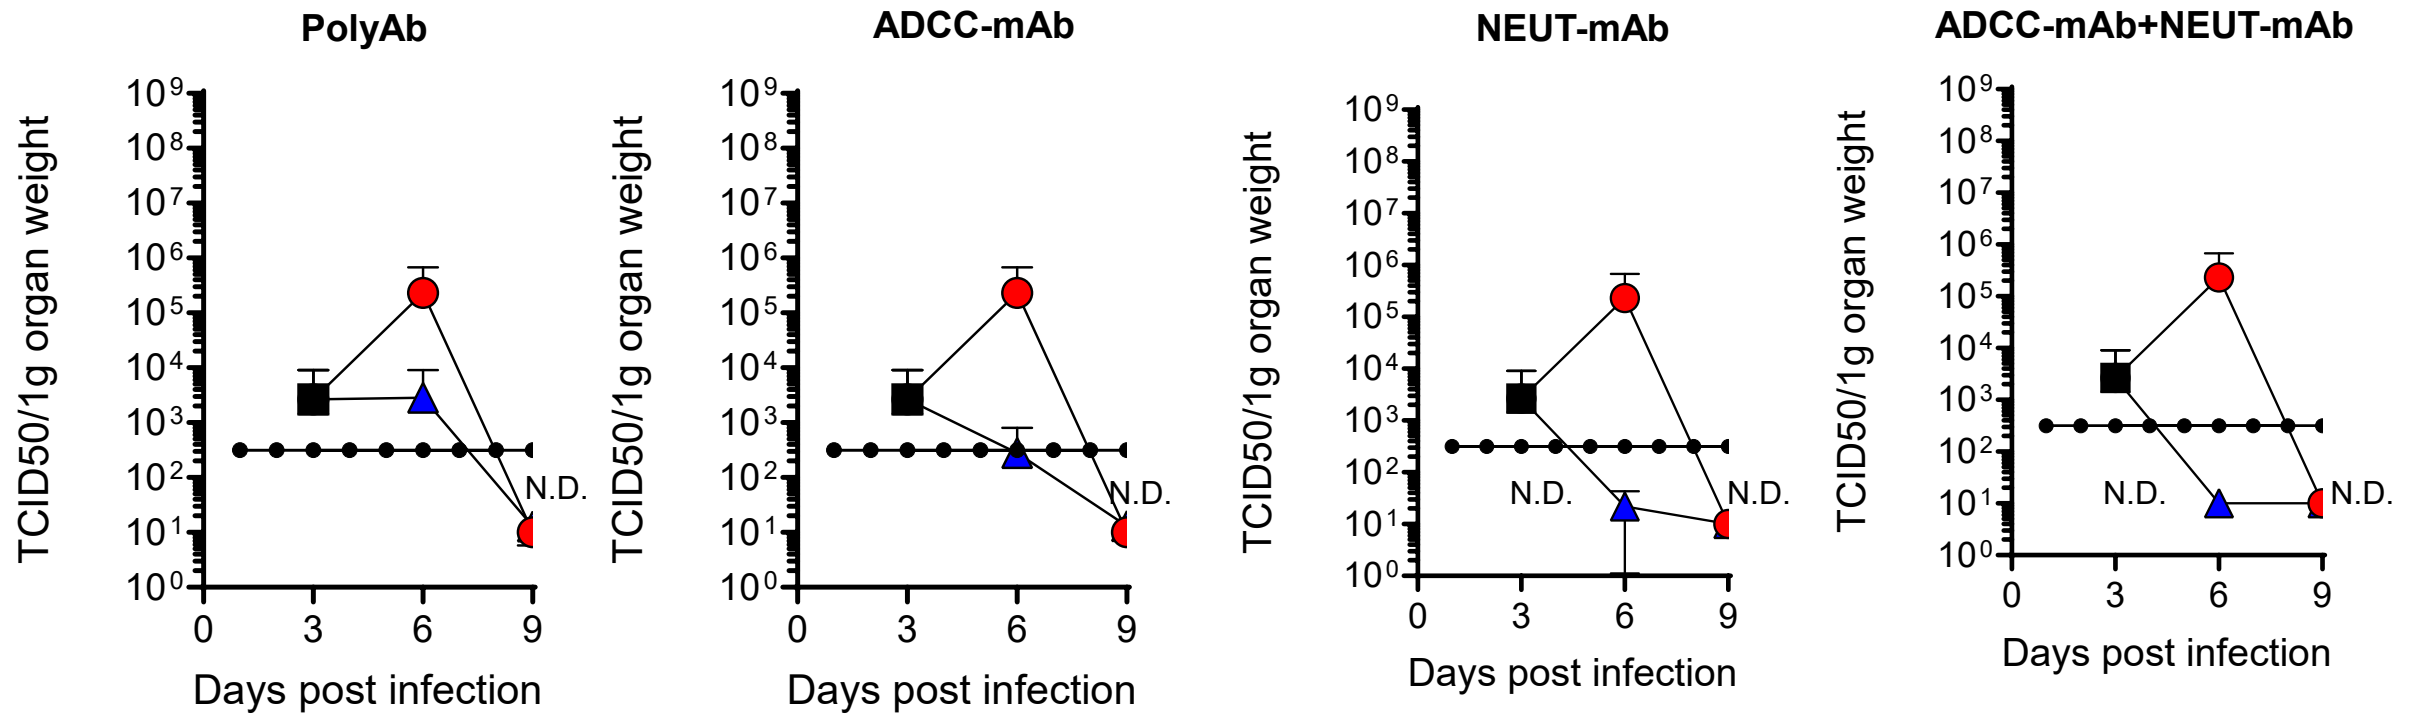 PolyAb
TCID50/1g organ weight
10⁹
10⁸
10⁷
10⁶
10⁵
10⁴
10³
10²
10¹
10⁰
N.D.
0 3 6 9
Days post infection
ADCC-mAb
TCID50/1g organ weight
10⁹
10⁸
10⁷
10⁶
10⁵
10⁴
10³
10²
10¹
10⁰
N.D.
0 3 6 9
Days post infection
NEUT-mAb
TCID50/1g organ weight
10⁹
10⁸
10⁷
10⁶
10⁵
10⁴
10³
10²
10¹
10⁰
N.D. N.D.
0 3 6 9
Days post infection
ADCC-mAb+NEUT-mAb
TCID50/1g organ weight
10⁹
10⁸
10⁷
10⁶
10⁵
10⁴
10³
10²
10¹
10⁰
N.D. N.D.
0 3 6 9
Days post infection